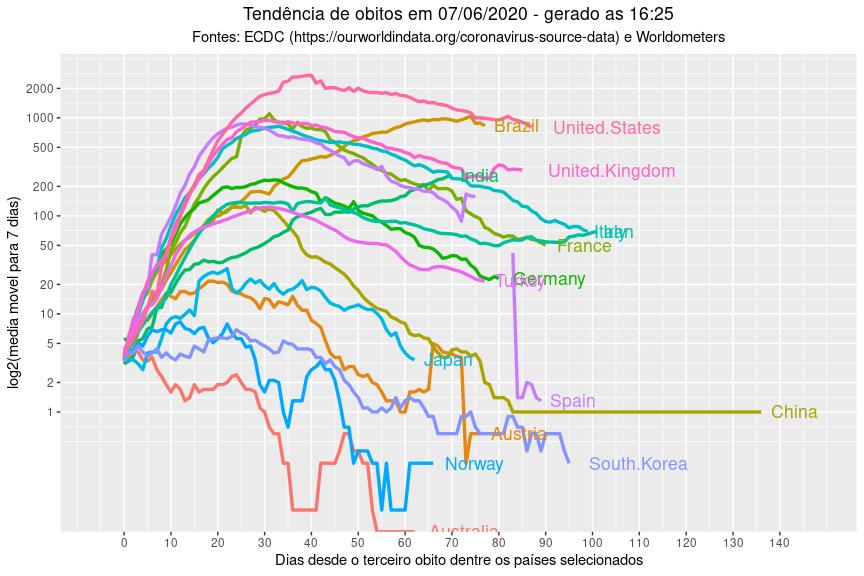 Tendência de obitos em 07/06/2020 - gerado as 16:25
Fontes: ECDC (https://ourworldindata.org/coronavirus-source-data) e Worldometers
log2(media movel para 7 dias)
2000
1000
500
200
100
50
20
10
5
2
1
Brazil
United.States
United.Kingdom
India
Italy
Iran
France
Germany
Turkey
Japan
Spain
China
Austria
Norway
South.Korea
Australia
0 10 20 30 40 50 60 70 80 90 100 110 120 130 140
Dias desde o terceiro obito dentre os países selecionados